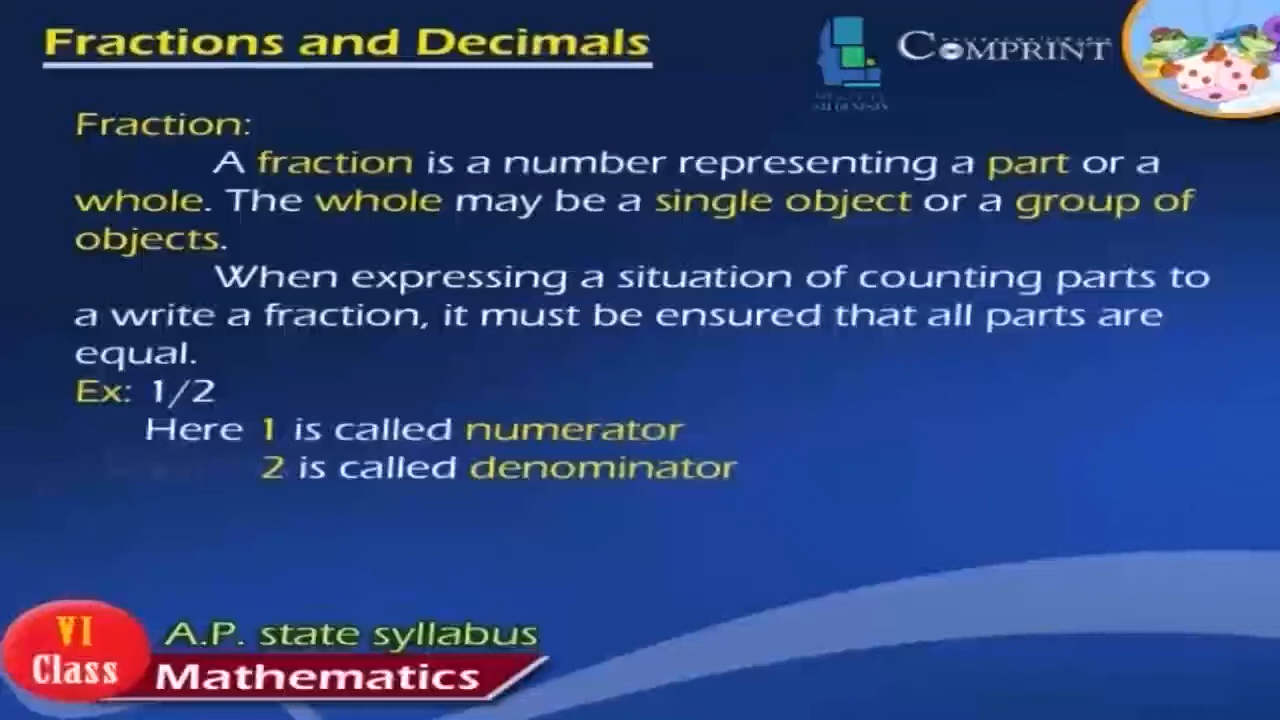 Fractions and Decimals
COMPRINT
Fraction:
A fraction is a number representing a part or a
whole. The whole may be a single object or a group of
objects.
When expressing a situation of counting parts to
a write a fraction, it must be ensured that all parts are
equal.
Ex: 1/2
Here 1 is called numerator
2 is called denominator
VI
Class
A.P. state syllabus
Mathematics